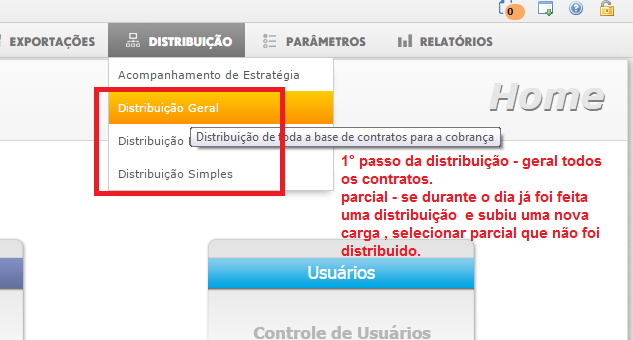 0
EXPORTAÇÕES DISTRIBUIÇÃO PARÂMETROS RELATÓRIOS
Acompanhamento de Estratégia
Home
Distribuição Geral
Distribuição
Distribuição de toda a base de contratos para a cobrança
Distribuição Simples
1° passo da distribuição - geral todos
os contratos.
parcial - se durante o dia já foi feita
uma distribuição e subiu uma nova
carga , selecionar parcial que não foi
distribuido.
Usuários
Controle de Usuários